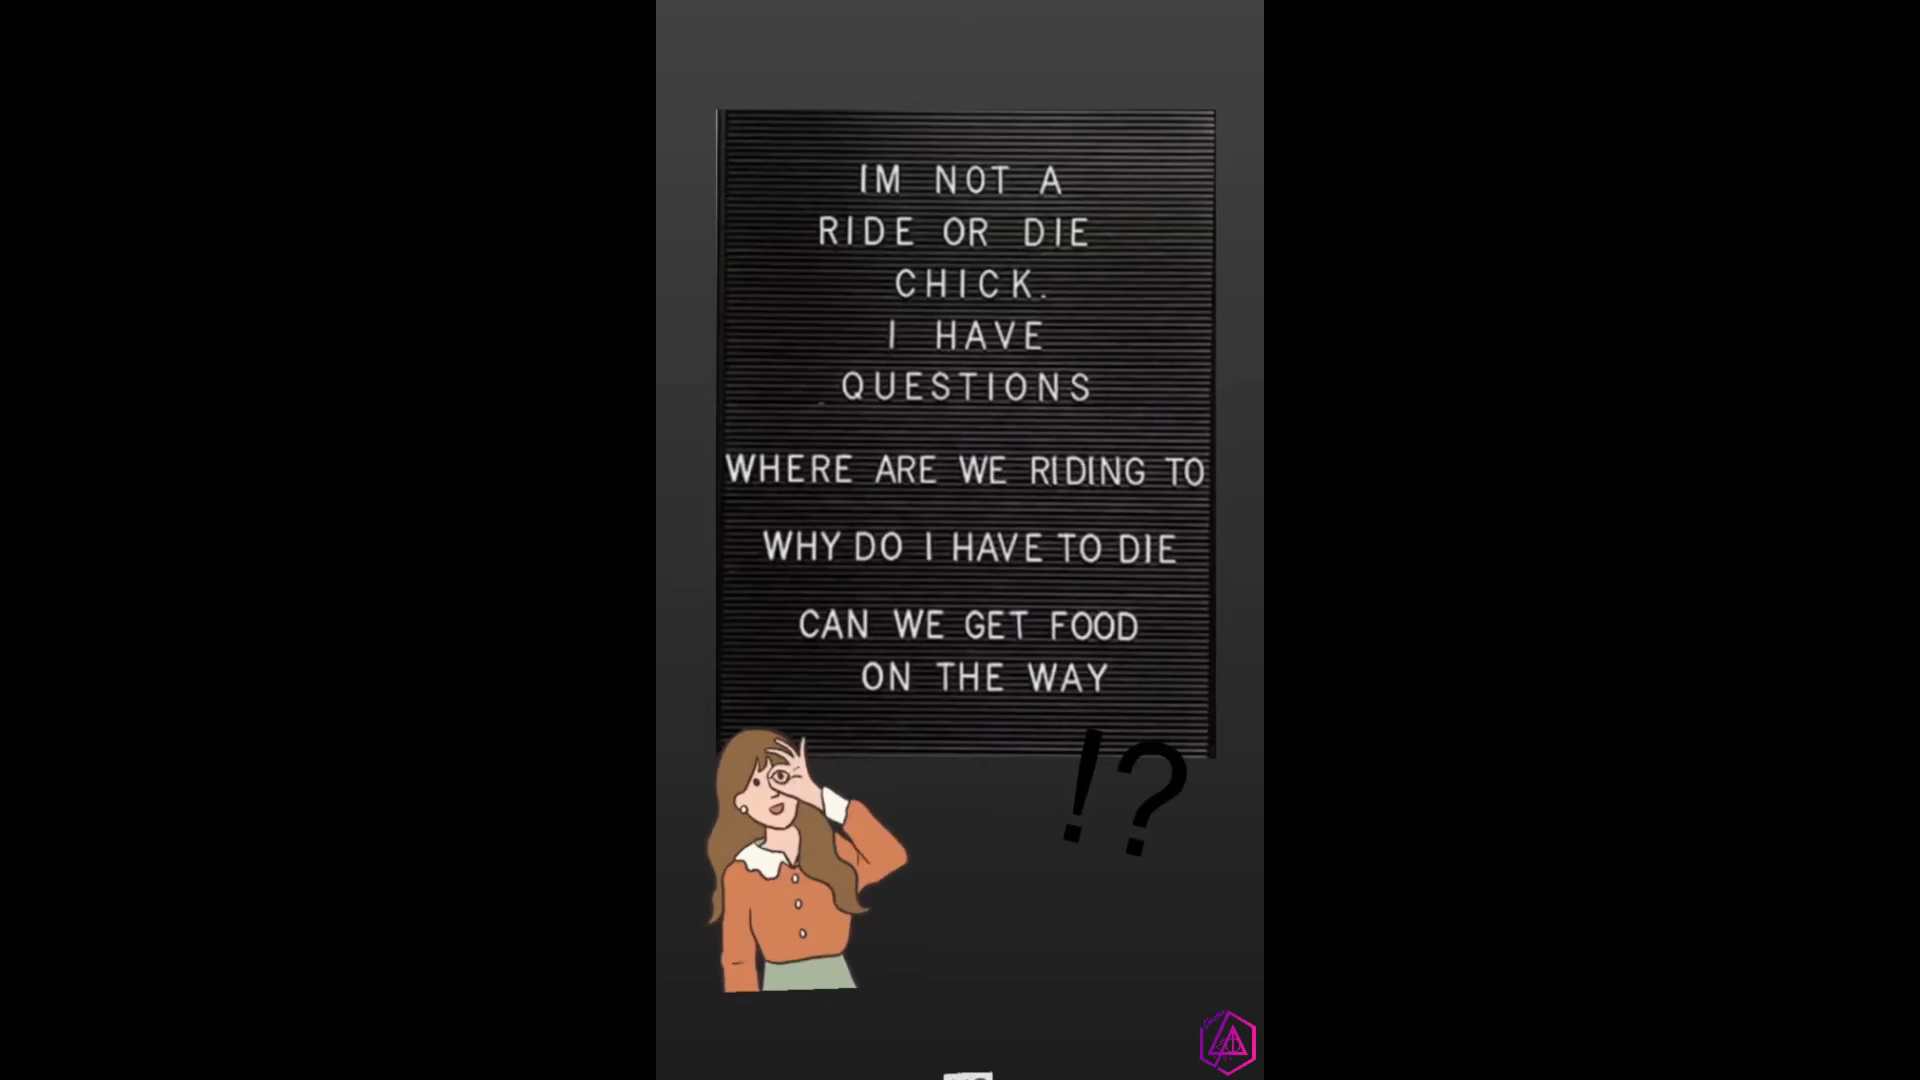 IM NOT A
RIDE OR DIE
CHICK.
I HAVE
QUESTIONS
WHERE ARE WE RIDING TO
WHY DO I HAVE TO DIE
CAN WE GET FOOD
ON THE WAY
!?